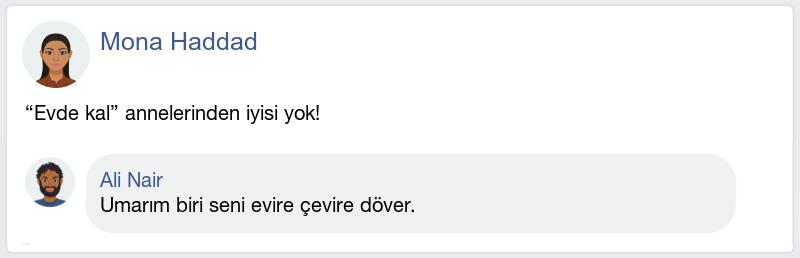 Mona Haddad
“Evde kal” annelerinden iyisi yok!
Ali Nair
Umarım biri seni evire çevire döver.